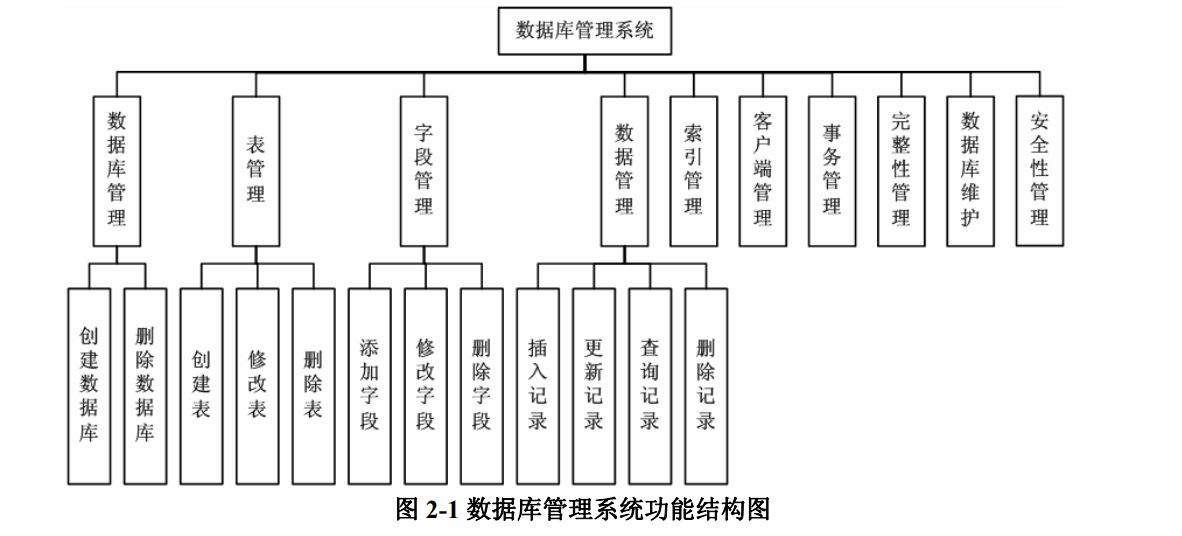 数据库管理系统
数据库管理
表管理
字段管理
数据管理
索引管理
客户端管理
事务管理
完整性管理
数据库维护
安全性管理
创建数据库
删除数据库
创建表
修改表
删除表
添加字段
修改字段
删除字段
插入记录
更新记录
查询记录
删除记录
图 2-1 数据库管理系统功能结构图